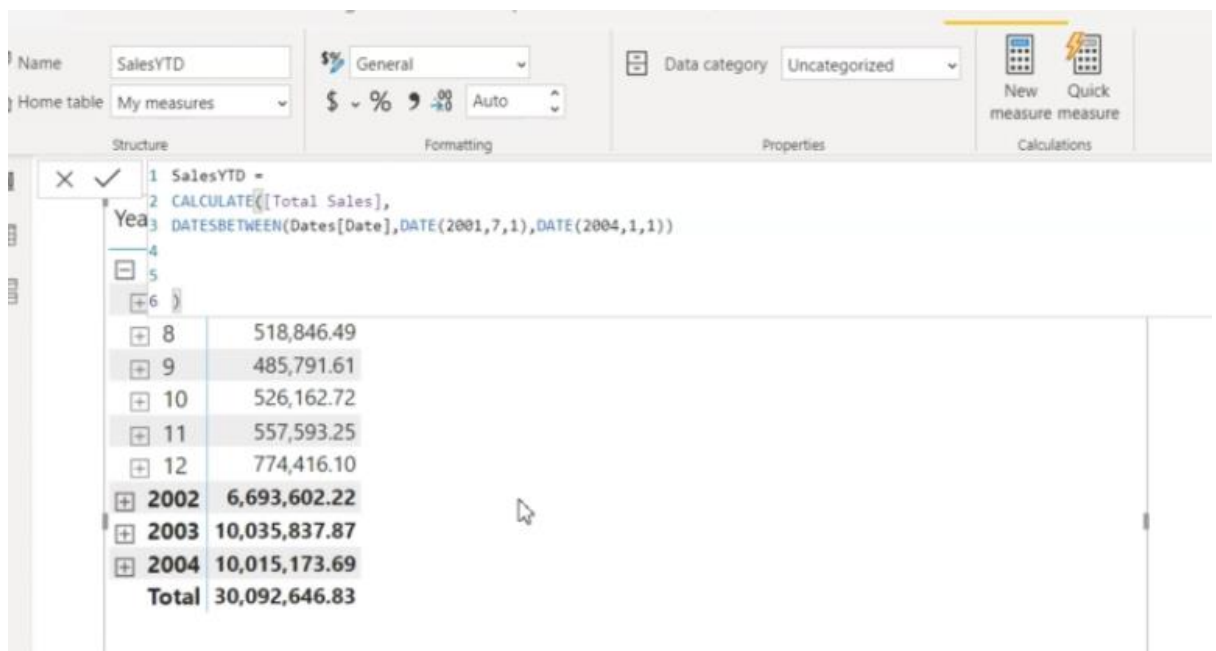 Name SalesYTD
$% General
Data category Uncategorized
New measure
Quick measure
Home table My measures
$ % 9 .00 Auto
Structure
Formatting
Properties
Calculations
1 SalesYTD =
2 CALCULATE([Total Sales],
3 DATESBETWEEN(Dates[Date],DATE(2001,7,1),DATE(2004,1,1))
4
5
6 )
Yea
8 518,846.49
9 485,791.61
10 526,162.72
11 557,593.25
12 774,416.10
2002 6,693,602.22
2003 10,035,837.87
2004 10,015,173.69
Total 30,092,646.83